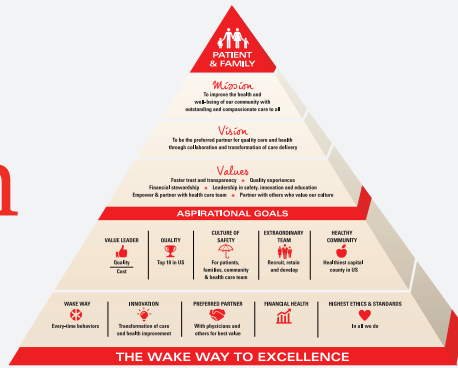 PATIENT
& FAMILY
Mission
To improve the health and
well-being of our community with
outstanding and compassionate care to all
Vision
To be the preferred partner for quality care and health
through collaboration and transformation of care delivery
Values
Foster trust and transparency • Quality experiences
Financial stewardship • Leadership in safety, innovation and education
Empower & partner with health care team • Partner with others who value our culture
ASPIRATIONAL GOALS
VALUE LEADER
Quality
Cost
QUALITY
Top 10 in US
CULTURE OF
SAFETY
For patients,
families, community
& health care team
EXTRAORDINARY
TEAM
Recruit, retain
and develop
HEALTHY
COMMUNITY
Healthiest capital
county in US
WAKE WAY
Every-time behaviors
INNOVATION
Transformation of care
and health improvement
PREFERRED PARTNER
With physicians and
others for best value
FINANCIAL HEALTH
HIGHEST ETHICS & STANDARDS
In all we do
THE WAKE WAY TO EXCELLENCE